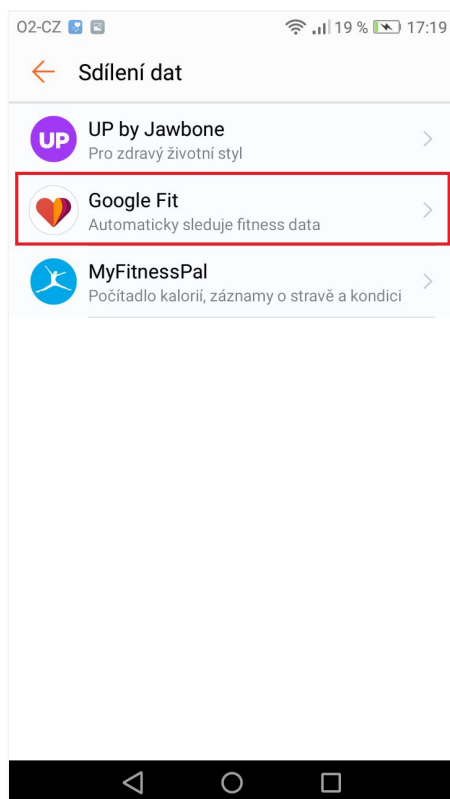 O2-CZ 19 % 17:19
Sdílení dat
UP
UP by Jawbone
Pro zdravý životní styl
Google Fit
Automaticky sleduje fitness data
MyFitnessPal
Počítadlo kalorií, záznamy o stravě a kondici